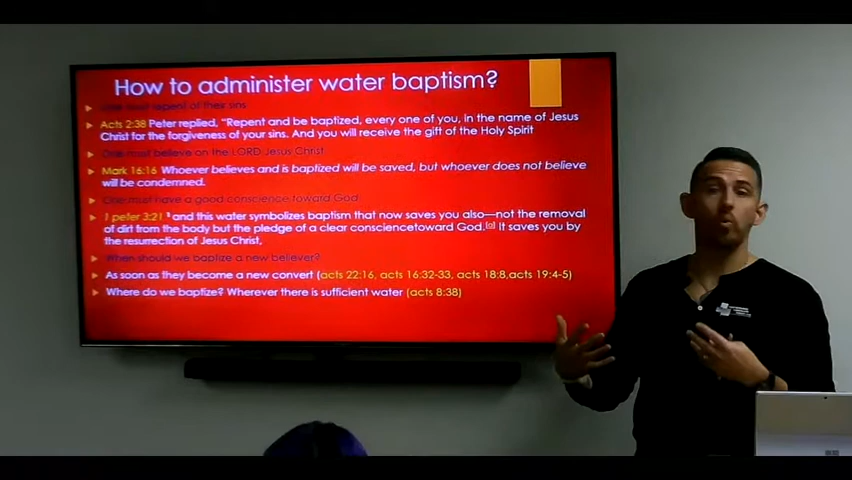 How to administer water baptism?
One must repent of their sins
Acts 2:38 Peter replied, "Repent and be baptized, every one of you, in the name of Jesus
Christ for the forgiveness of your sins. And you will receive the gift of the Holy Spirit
One must believe on the LORD Jesus Christ
Mark 16:16 Whoever believes and is baptized will be saved, but whoever does not believe
will be condemned.
One must have a good conscience toward God
1 peter 3:21 and this water symbolizes baptism that now saves you also—not the removal
of dirt from the body but the pledge of a clear consciencetoward God. It saves you by
the resurrection of Jesus Christ,
When should we baptize a new believer?
As soon as they become a new convert (acts 22:16, acts 16:32-33, acts 18:8,acts 19:4-5)
Where do we baptize? Wherever there is sufficient water (acts 8:38)